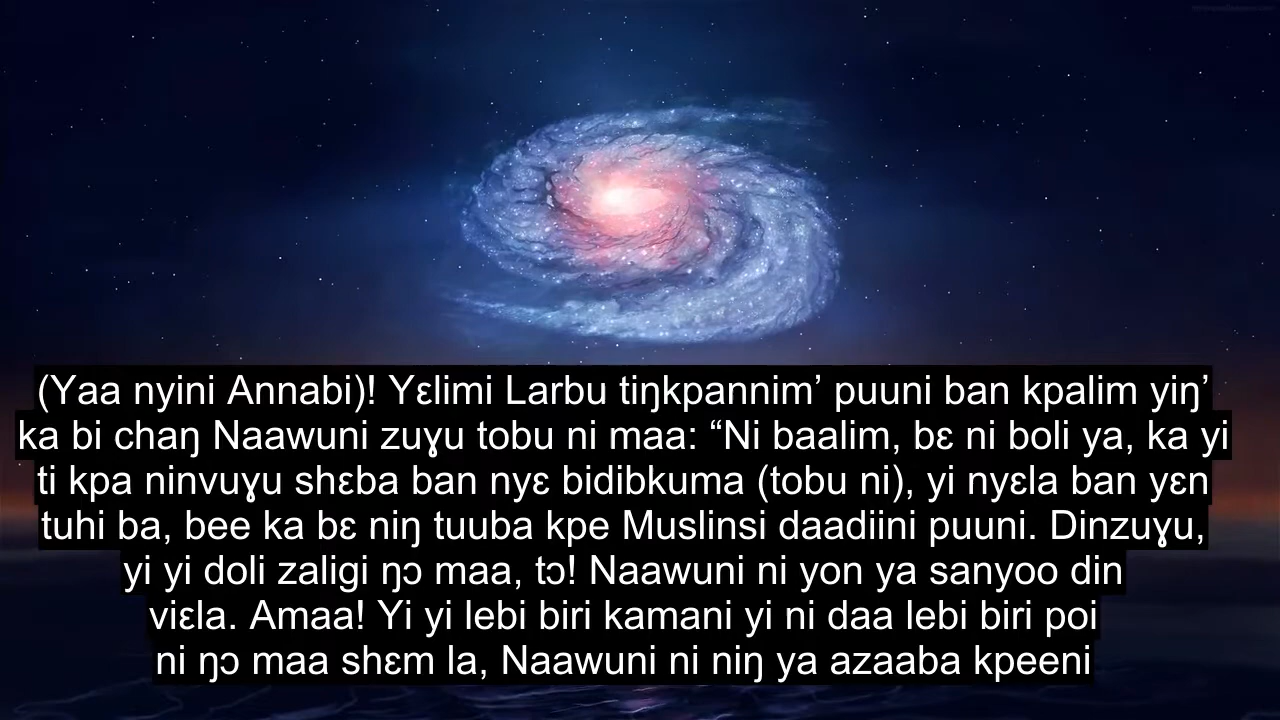 (Yaa nyini Annabi)! Yɛlimi Larbu tiŋkpannim’ puuni ban kpalim yiŋ’
ka bi chaŋ Naawuni zuɣu tobu ni maa: “Ni baalim, bɛ ni boli ya, ka yi
ti kpa ninvuɣu shɛba ban nyɛ bidibkuma (tobu ni), yi nyɛla ban yɛn
tuhi ba, bee ka bɛ niŋ tuuba kpe Muslinsi daadiini puuni. Dinzuɣu,
yi yi doli zaligi ŋɔ maa, tɔ! Naawuni ni yon ya sanyoo din
viɛla. Amaa! Yi yi lebi biri kamani yi ni daa lebi biri poi
ni ŋɔ maa shɛm la, Naawuni ni niŋ ya azaaba kpeeni